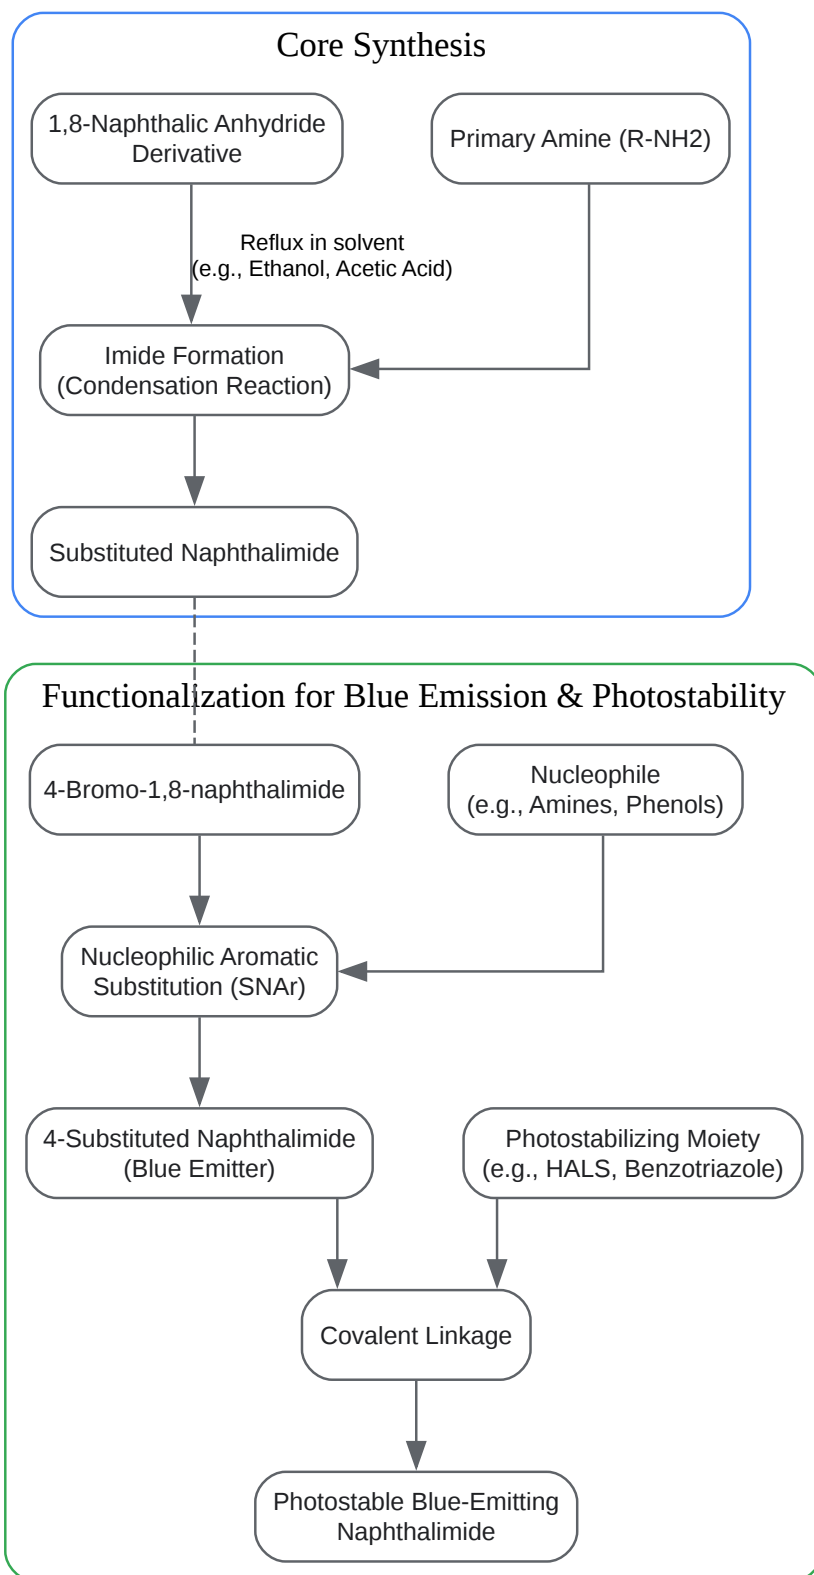 Core Synthesis
1,8-Naphthalic Anhydride
Derivative
Primary Amine (R-NH2)
Reflux in solvent
(e.g., Ethanol, Acetic Acid)
Imide Formation
(Condensation Reaction)
Substituted Naphthalimide
Functionalization for Blue Emission & Photostability
4-Bromo-1,8-naphthalimide
Nucleophile
(e.g., Amines, Phenols)
Nucleophilic Aromatic
Substitution (SNAr)
4-Substituted Naphthalimide
(Blue Emitter)
Photostabilizing Moiety
(e.g., HALS, Benzotriazole)
Covalent Linkage
Photostable Blue-Emitting
Naphthalimide